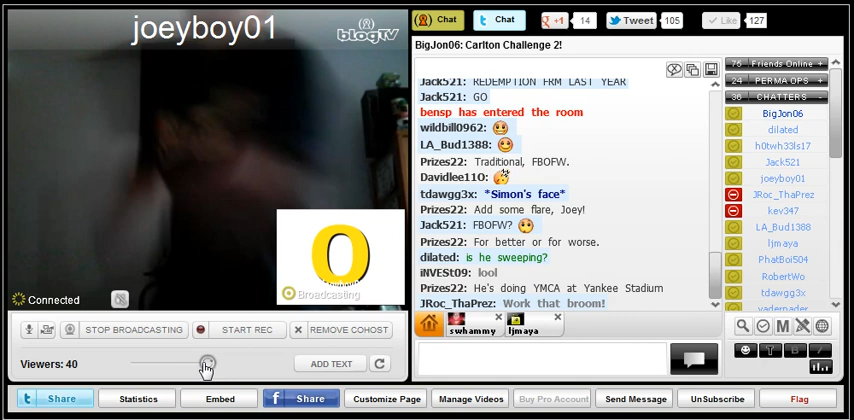 joeyboy01
blogTV
O
Broadcasting
Connected
STOP BROADCASTING
START REC
REMOVE COHOST
Viewers: 40
ADD TEXT
Chat
Chat
+1
14
Tweet
105
Like
127
BigJon06: Carlton Challenge 2!
Jack521: REDEMPTION FRM LAST YEAR
Jack521: GO
bensp has entered the room
wildbill0962:
LA_Bud1388:
Prizes22: Traditional, FBOFW.
Davidlee11O:
tdawgg3x: *Simon's face*
Prizes22: Add some flare, Joey!
Jack521: FBOFW?
Prizes22: For better or for worse.
dilated: is he sweeping?
iNVESt09: lool
Prizes22: He's doing YMCA at Yankee Stadium
JRoc_ThaPrez: Work that broom!
swhammy
ljmaya
76 Friends Online +
24 PERMA OPS +
36 CHATTERS -
BigJon06
dilated
h0twh33ls17
Jack521
joeyboy01
JRoc_ThaPrez
kev347
LA_Bud1388
ljmaya
PhatBoi504
RobertWo
tdawgg3x
vaderpader
M
T
B
I
Share
Statistics
Embed
Share
Customize Page
Manage Videos
Buy Pro Account
Send Message
UnSubscribe
Flag